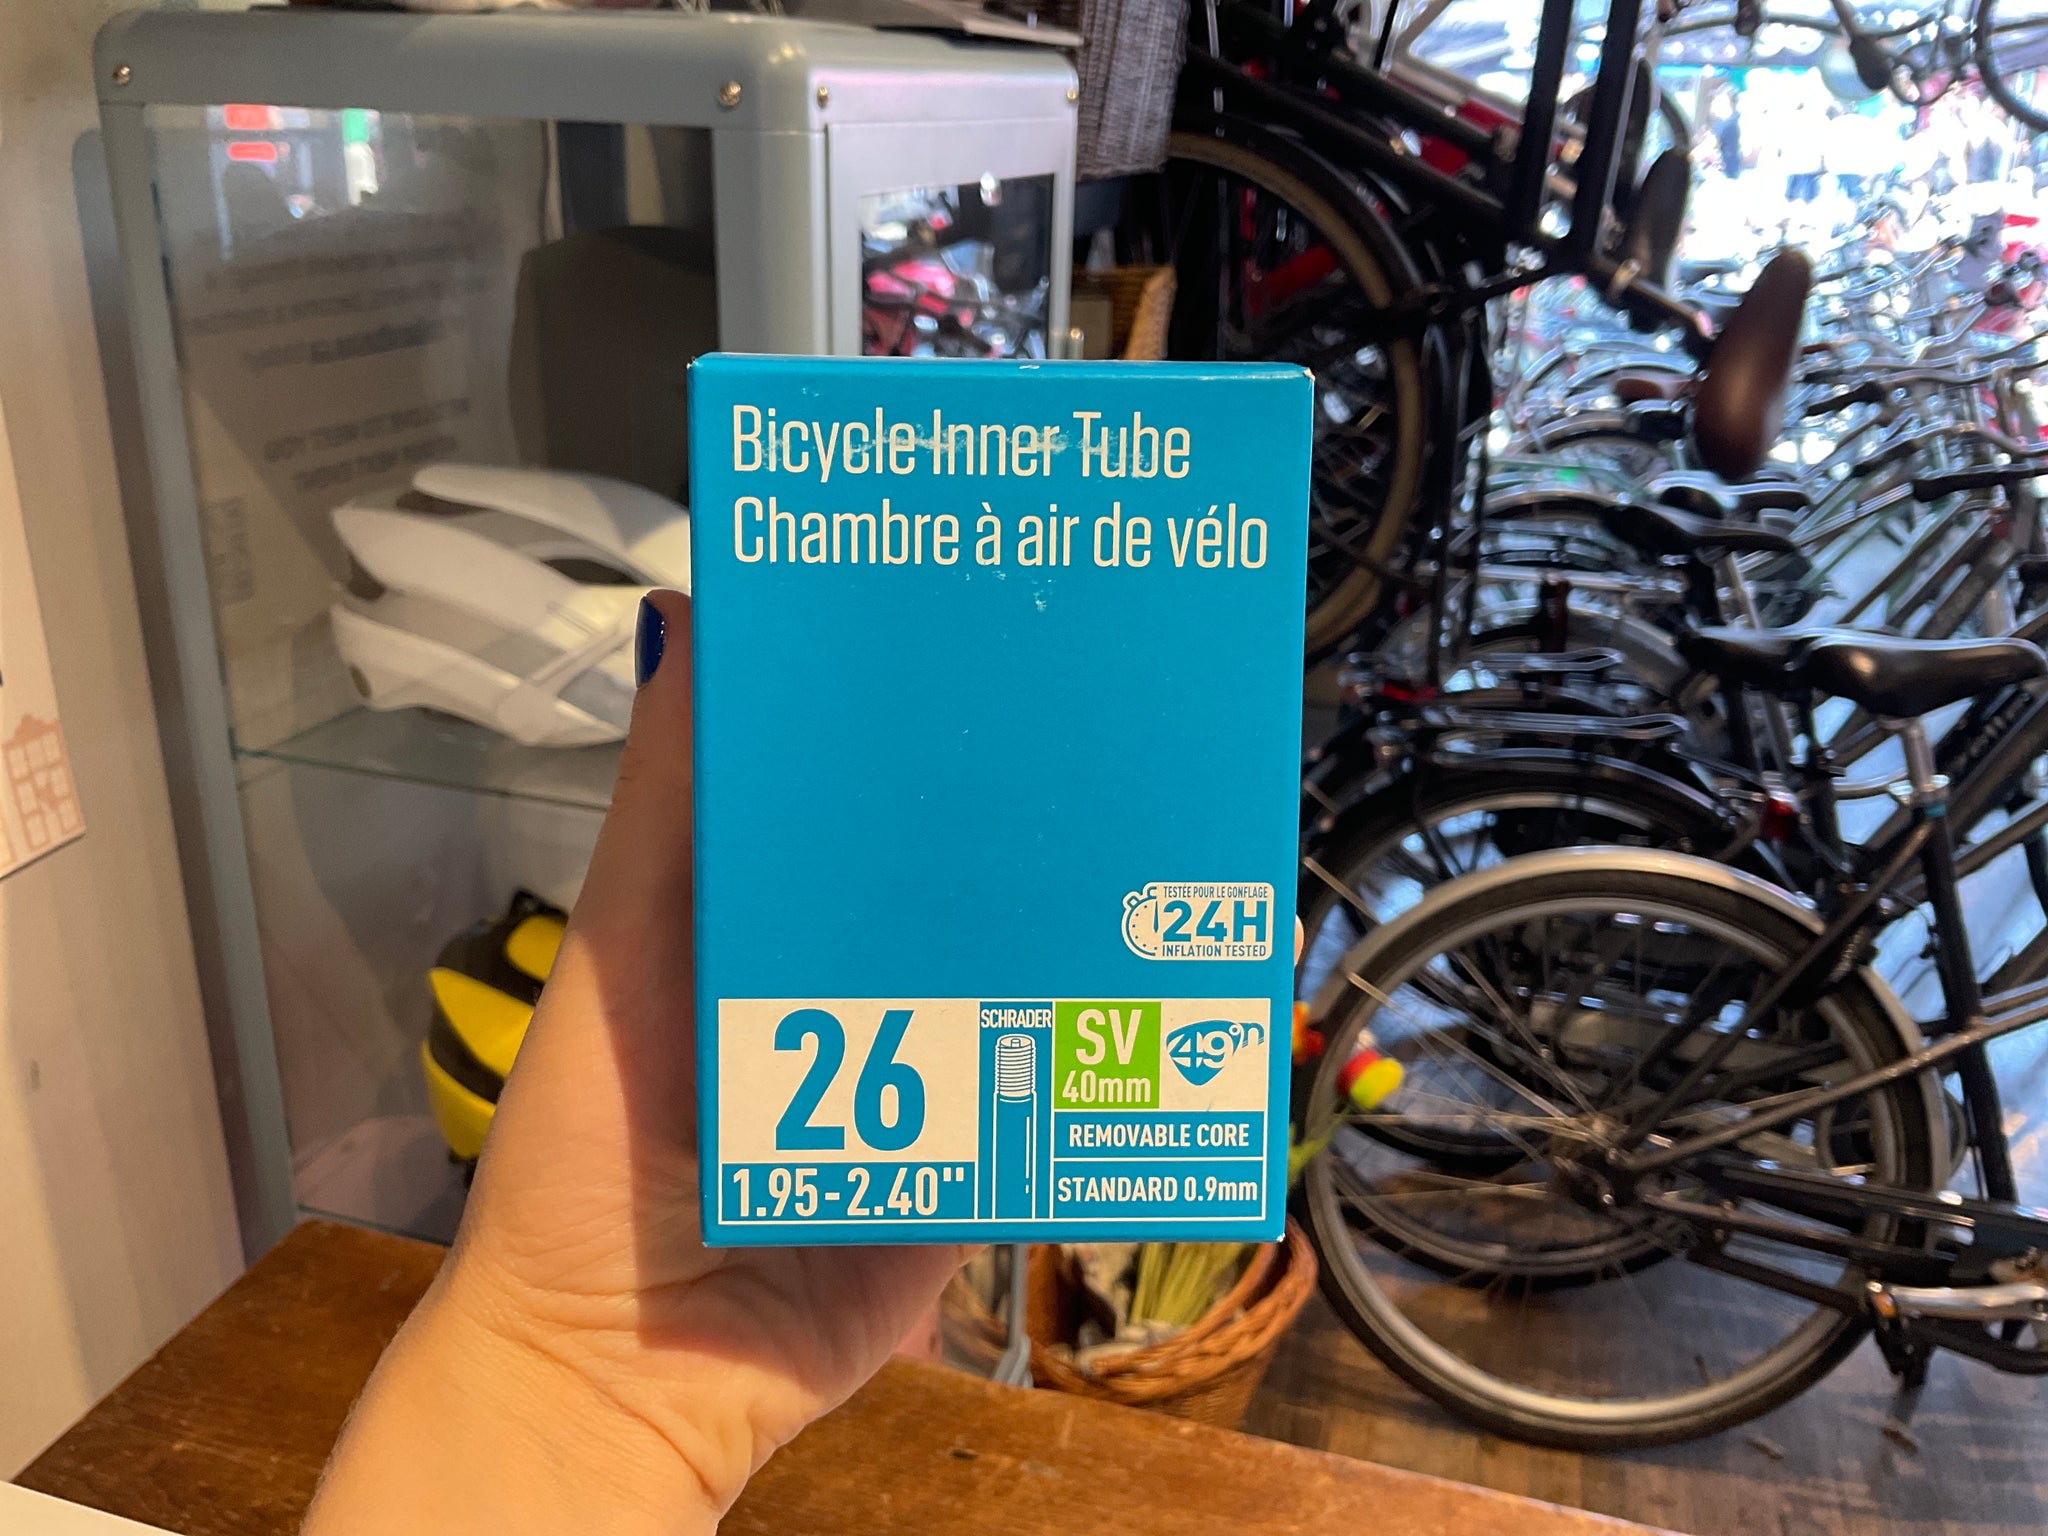 Bicycle Inner Tube
Chambre à air de vélo
TESTÉE POUR LE GONFLAGE
24H
INFLATION TESTED
26
1.95-2.40"
SCHRADER
SV
40mm
49°n
REMOVABLE CORE
STANDARD 0.9mm